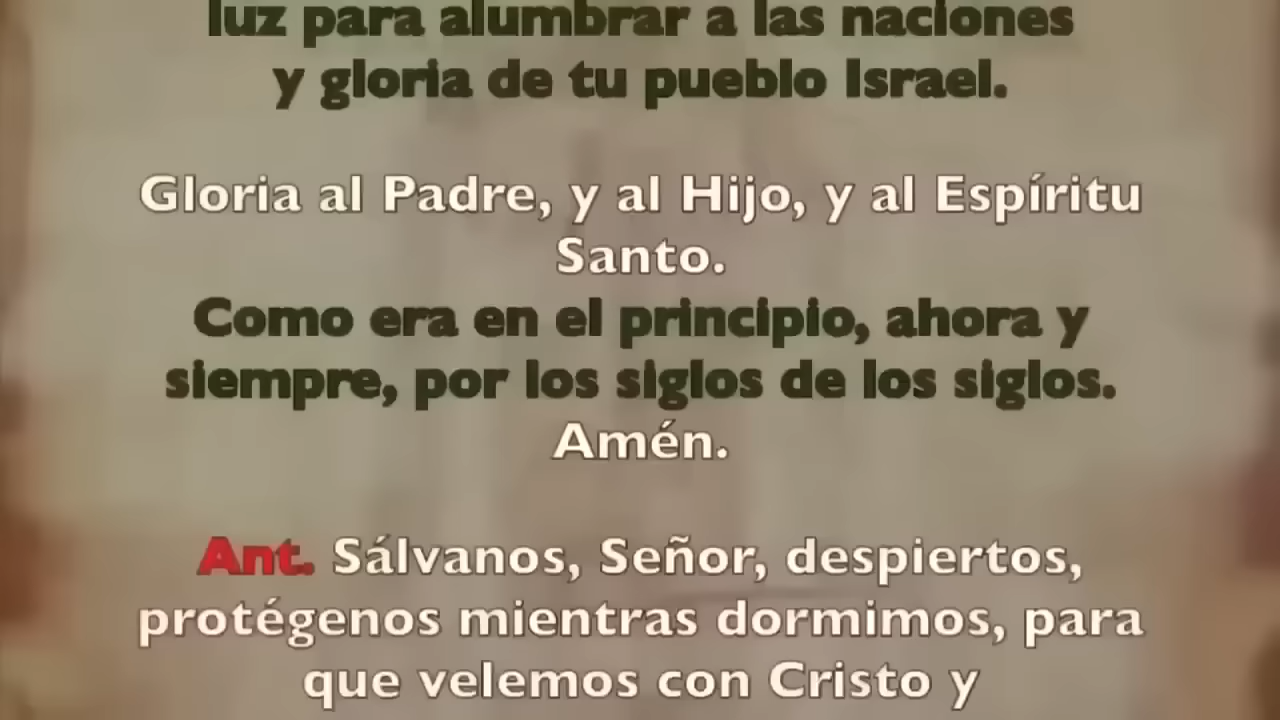 luz para alumbrar a las naciones
y gloria de tu pueblo Israel.
Gloria al Padre, y al Hijo, y al Espíritu
Santo.
Como era en el principio, ahora y
siempre, por los siglos de los siglos.
Amén.
Ant. Sálvanos, Señor, despiertos,
protégenos mientras dormimos, para
que velemos con Cristo y